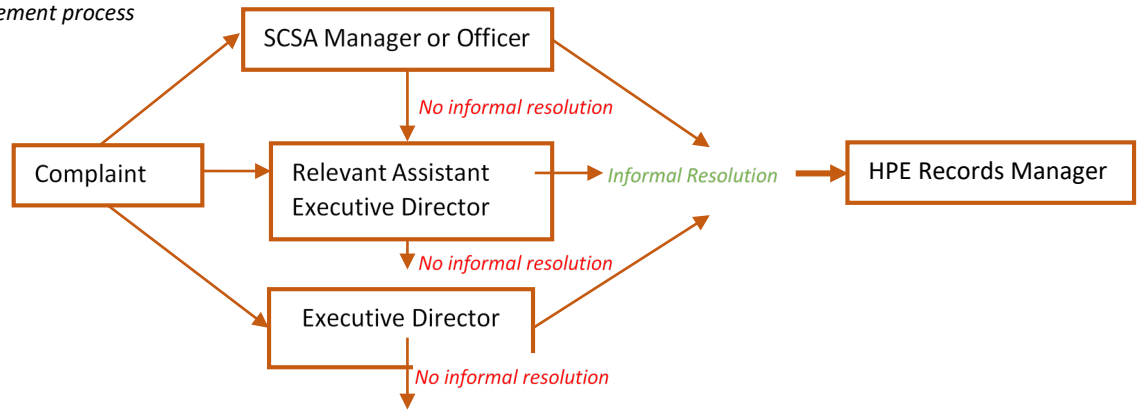 ement process
SCSA Manager or Officer
No informal resolution
Complaint
Relevant Assistant
Executive Director
Informal Resolution
HPE Records Manager
No informal resolution
Executive Director
No informal resolution